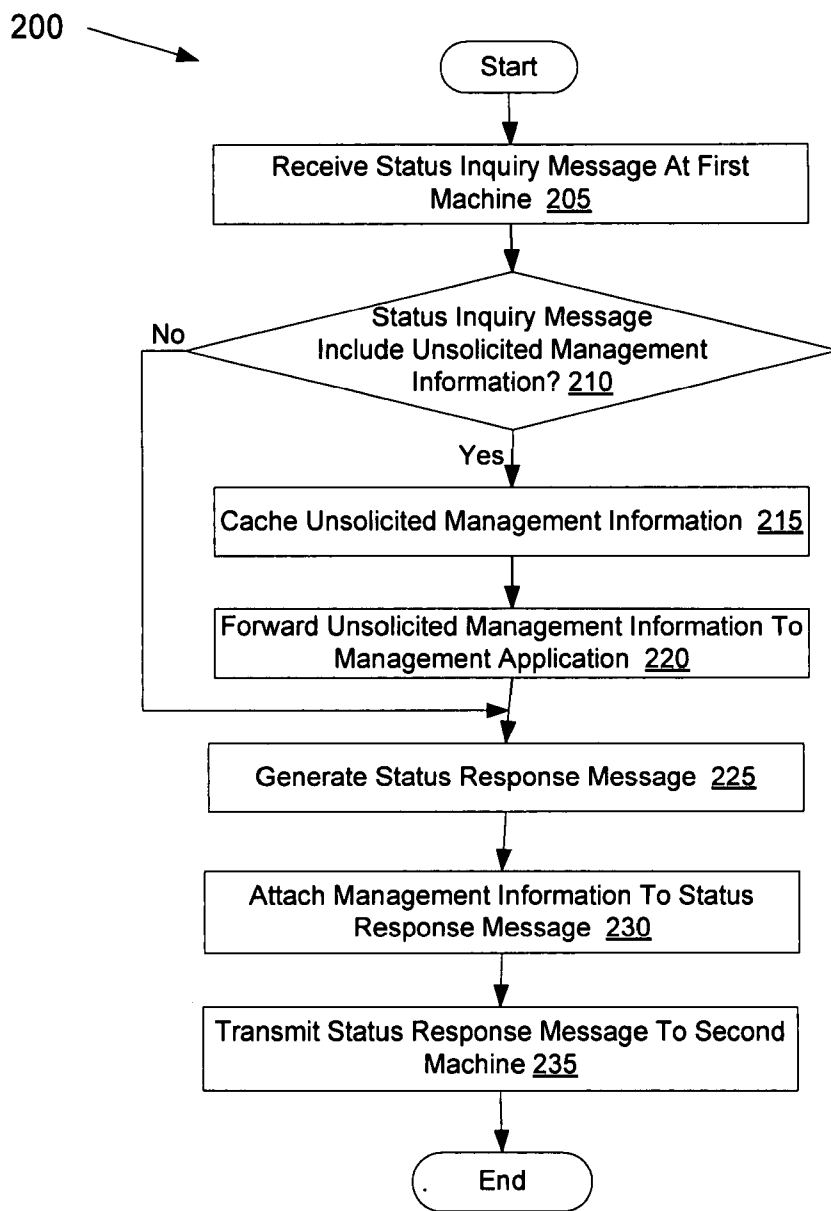 200
Start
Receive Status Inquiry Message At First
Machine 205
Status Inquiry Message
Include Unsolicited Management
Information? 210
No
Yes
Cache Unsolicited Management Information 215
Forward Unsolicited Management Information To
Management Application 220
Generate Status Response Message 225
Attach Management Information To Status
Response Message 230
Transmit Status Response Message To Second
Machine 235
End